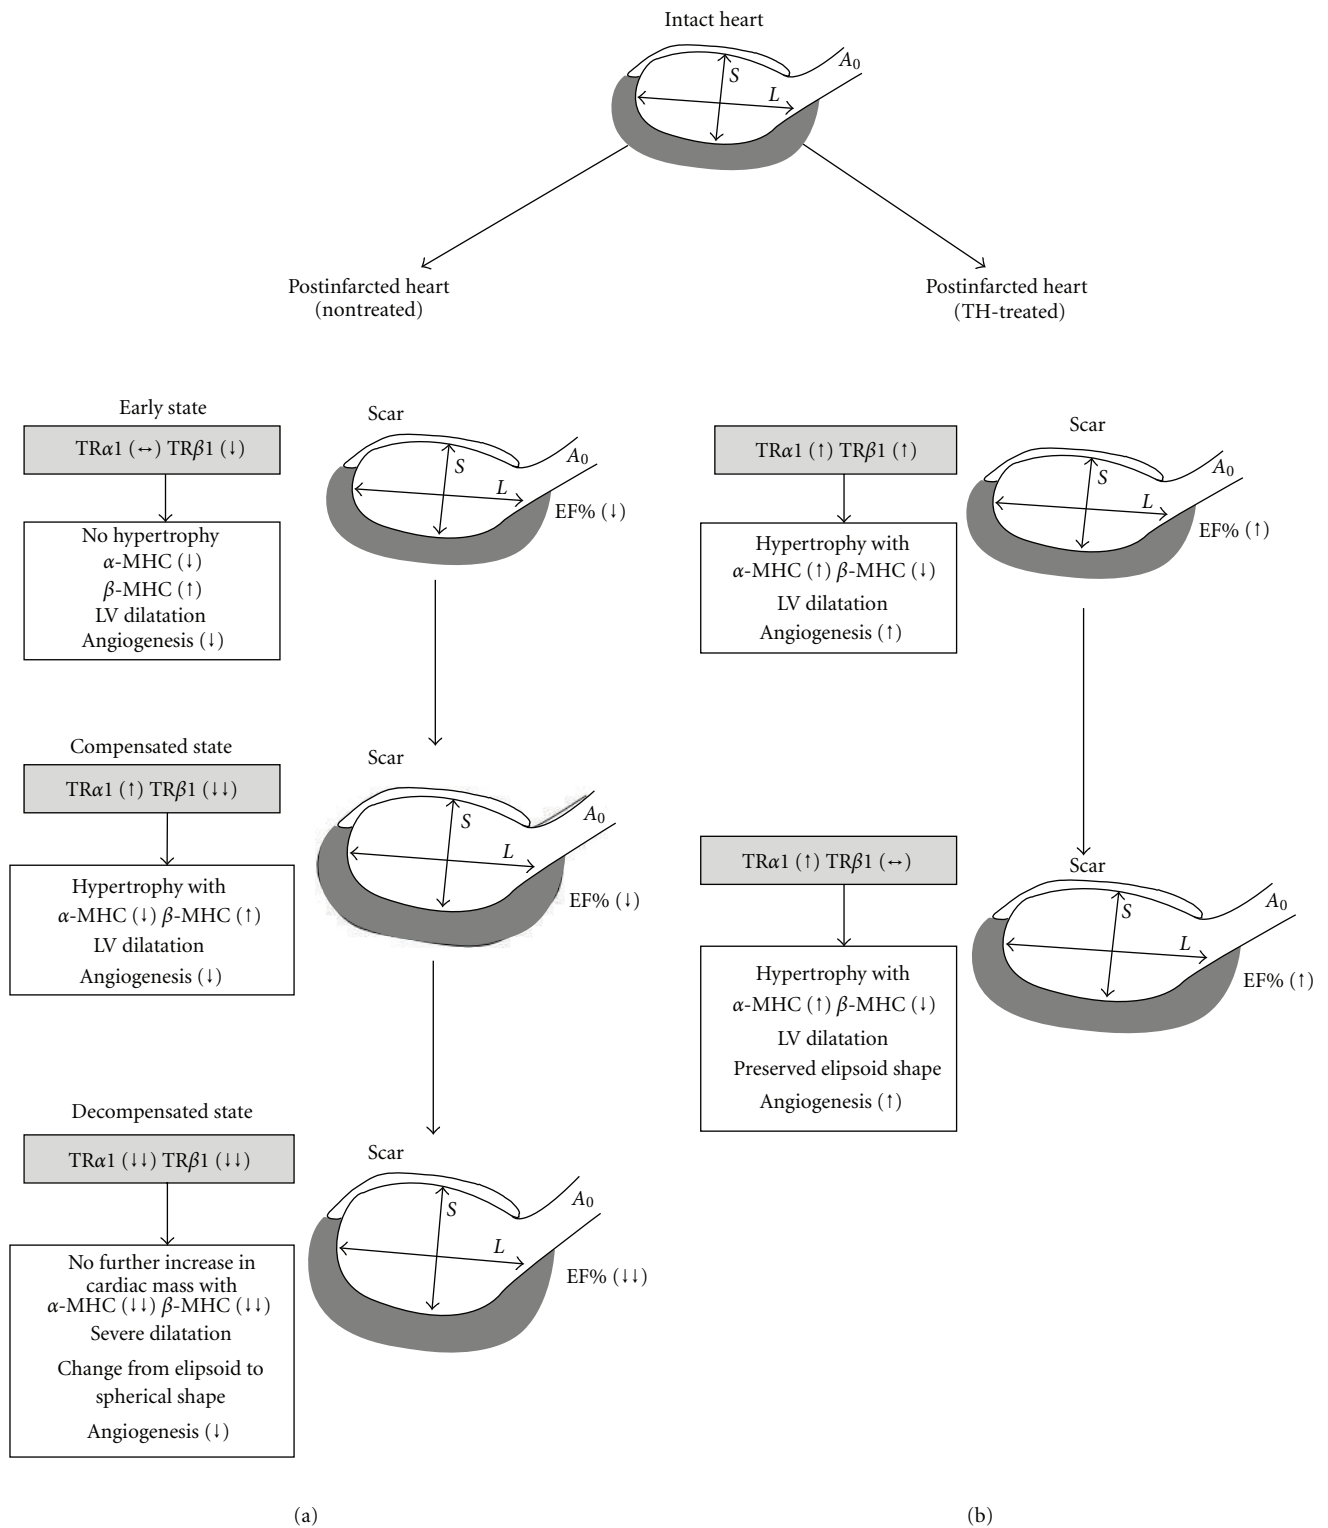 Intact heart
A0
S
L
Postinfarcted heart
(nontreated)
Postinfarcted heart
(TH-treated)
Early state
TRα1 (↔) TRβ1 (↓)
No hypertrophy
α-MHC (↓)
β-MHC (↑)
LV dilatation
Angiogenesis (↓)
Scar
A0
S
L
EF% (↓)
Compensated state
TRα1 (↑) TRβ1 (↓↓)
Hypertrophy with
α-MHC (↓) β-MHC (↑)
LV dilatation
Angiogenesis (↓)
Scar
A0
S
L
EF% (↓)
Decompensated state
TRα1 (↓↓) TRβ1 (↓↓)
No further increase in
cardiac mass with
α-MHC (↓↓) β-MHC (↓↓)
Severe dilatation
Change from elipsoid to
spherical shape
Angiogenesis (↓)
Scar
A0
S
L
EF% (↓↓)
(a)
TRα1 (↑) TRβ1 (↑)
Hypertrophy with
α-MHC (↑) β-MHC (↓)
LV dilatation
Angiogenesis (↑)
Scar
A0
S
L
EF% (↑)
TRα1 (↑) TRβ1 (↔)
Hypertrophy with
α-MHC (↑) β-MHC (↓)
LV dilatation
Preserved elipsoid shape
Angiogenesis (↑)
Scar
A0
S
L
EF% (↑)
(b)